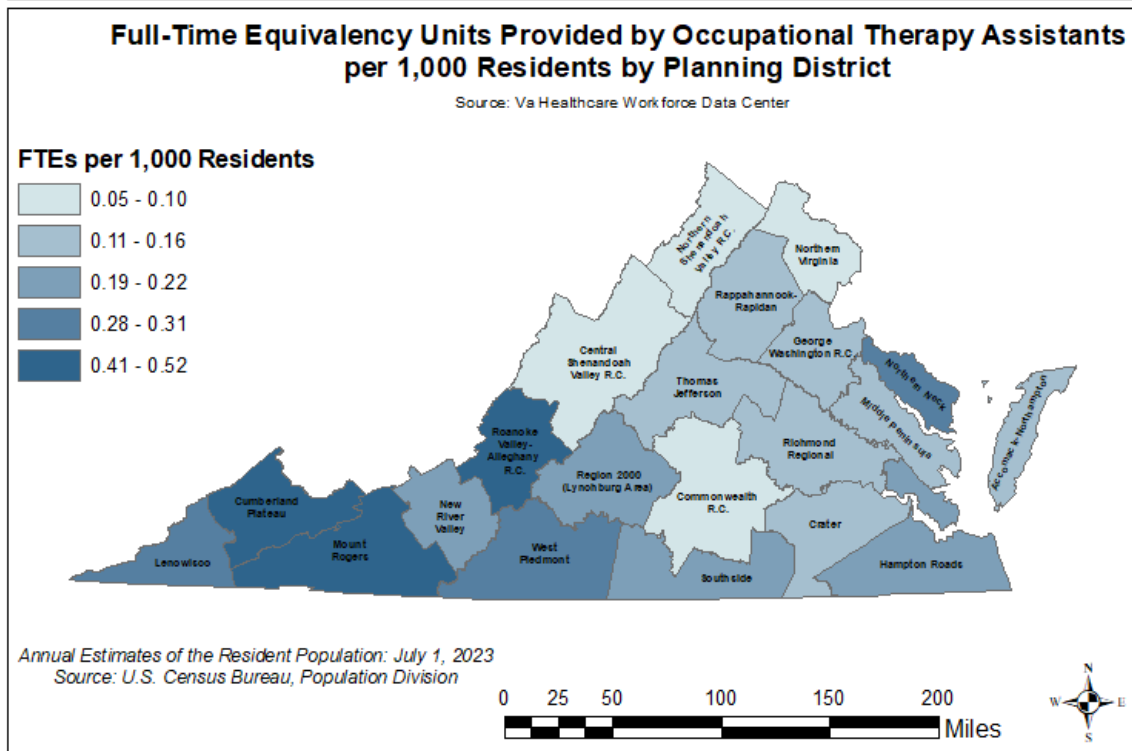 Full-Time Equivalency Units Provided by Occupational Therapy Assistants
per 1,000 Residents by Planning District
Source: Va Healthcare Workforce Data Center
FTEs per 1,000 Residents
0.05 - 0.10
0.11 - 0.16
0.19 - 0.22
0.28 - 0.31
0.41 - 0.52
Northern
Shenandoah
Valley R.C.
Northern
Virginia
Rappahannock-
Rapidan
Central
Shenandoah
Valley R.C.
George
Washington R.C.
Northern Neck
Thomas
Jefferson
Middle Peninsula
Accomack-Northampton
Roanoke
Valley-
Alleghany
R.C.
Richmond
Regional
Region 2000
(Lynchburg Area)
Commonwealth
R.C.
Cumberland
Plateau
New
River
Valley
Crater
Mount
Rogers
West
Piedmont
Lenowisco
Southside
Hampton Roads
Annual Estimates of the Resident Population: July 1, 2023
Source: U.S. Census Bureau, Population Division
0 25 50 100 150 200
Miles
N
W E
S